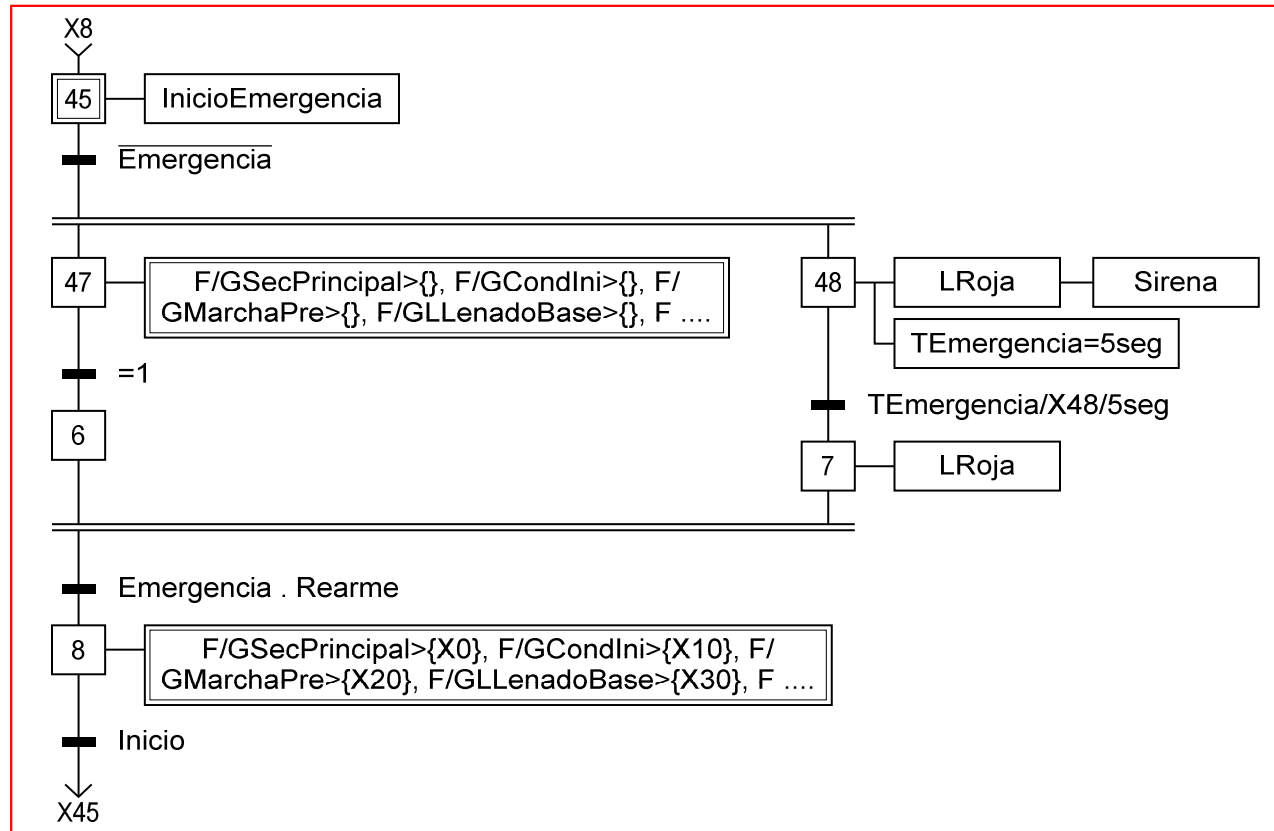 X8
45
InicioEmergencia
Emergencia
47
F/GSecPrincipal>{}, F/GCondIni>{}, F/
GMarchaPre>{}, F/GLLenadoBase>{}, F ....
48
LRoja
Sirena
TEmergencia=5seg
=1
TEmergencia/X48/5seg
6
7
LRoja
Emergencia . Rearme
8
F/GSecPrincipal>{X0}, F/GCondIni>{X10}, F/
GMarchaPre>{X20}, F/GLLenadoBase>{X30}, F ....
Inicio
X45